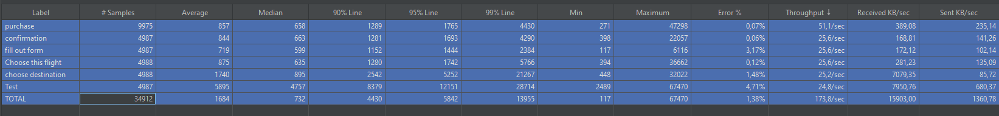 Label # Samples Average Median 90% Line 95% Line 99% Line Min Maximum Error % Throughput ↓ Received KB/sec Sent KB/sec
purchase 9975 857 658 1289 1765 4430 271 47298 0,07% 51,1/sec 389,08 235,14
confirmation 4987 844 663 1281 1693 4290 398 22057 0,06% 25,6/sec 168,81 141,26
fill out form 4987 719 599 1152 1444 2384 117 6116 3,17% 25,6/sec 172,12 102,14
Choose this flight 4988 875 635 1280 1742 5766 394 36662 0,12% 25,6/sec 281,23 135,09
choose destination 4988 1740 895 2542 5252 21267 448 32022 1,48% 25,2/sec 7079,35 85,72
Test 4987 5895 4757 8379 12151 28714 2489 67470 4,71% 24,8/sec 7950,76 680,37
TOTAL 34912 1684 732 4430 5842 13955 117 67470 1,38% 173,8/sec 15903,00 1360,78